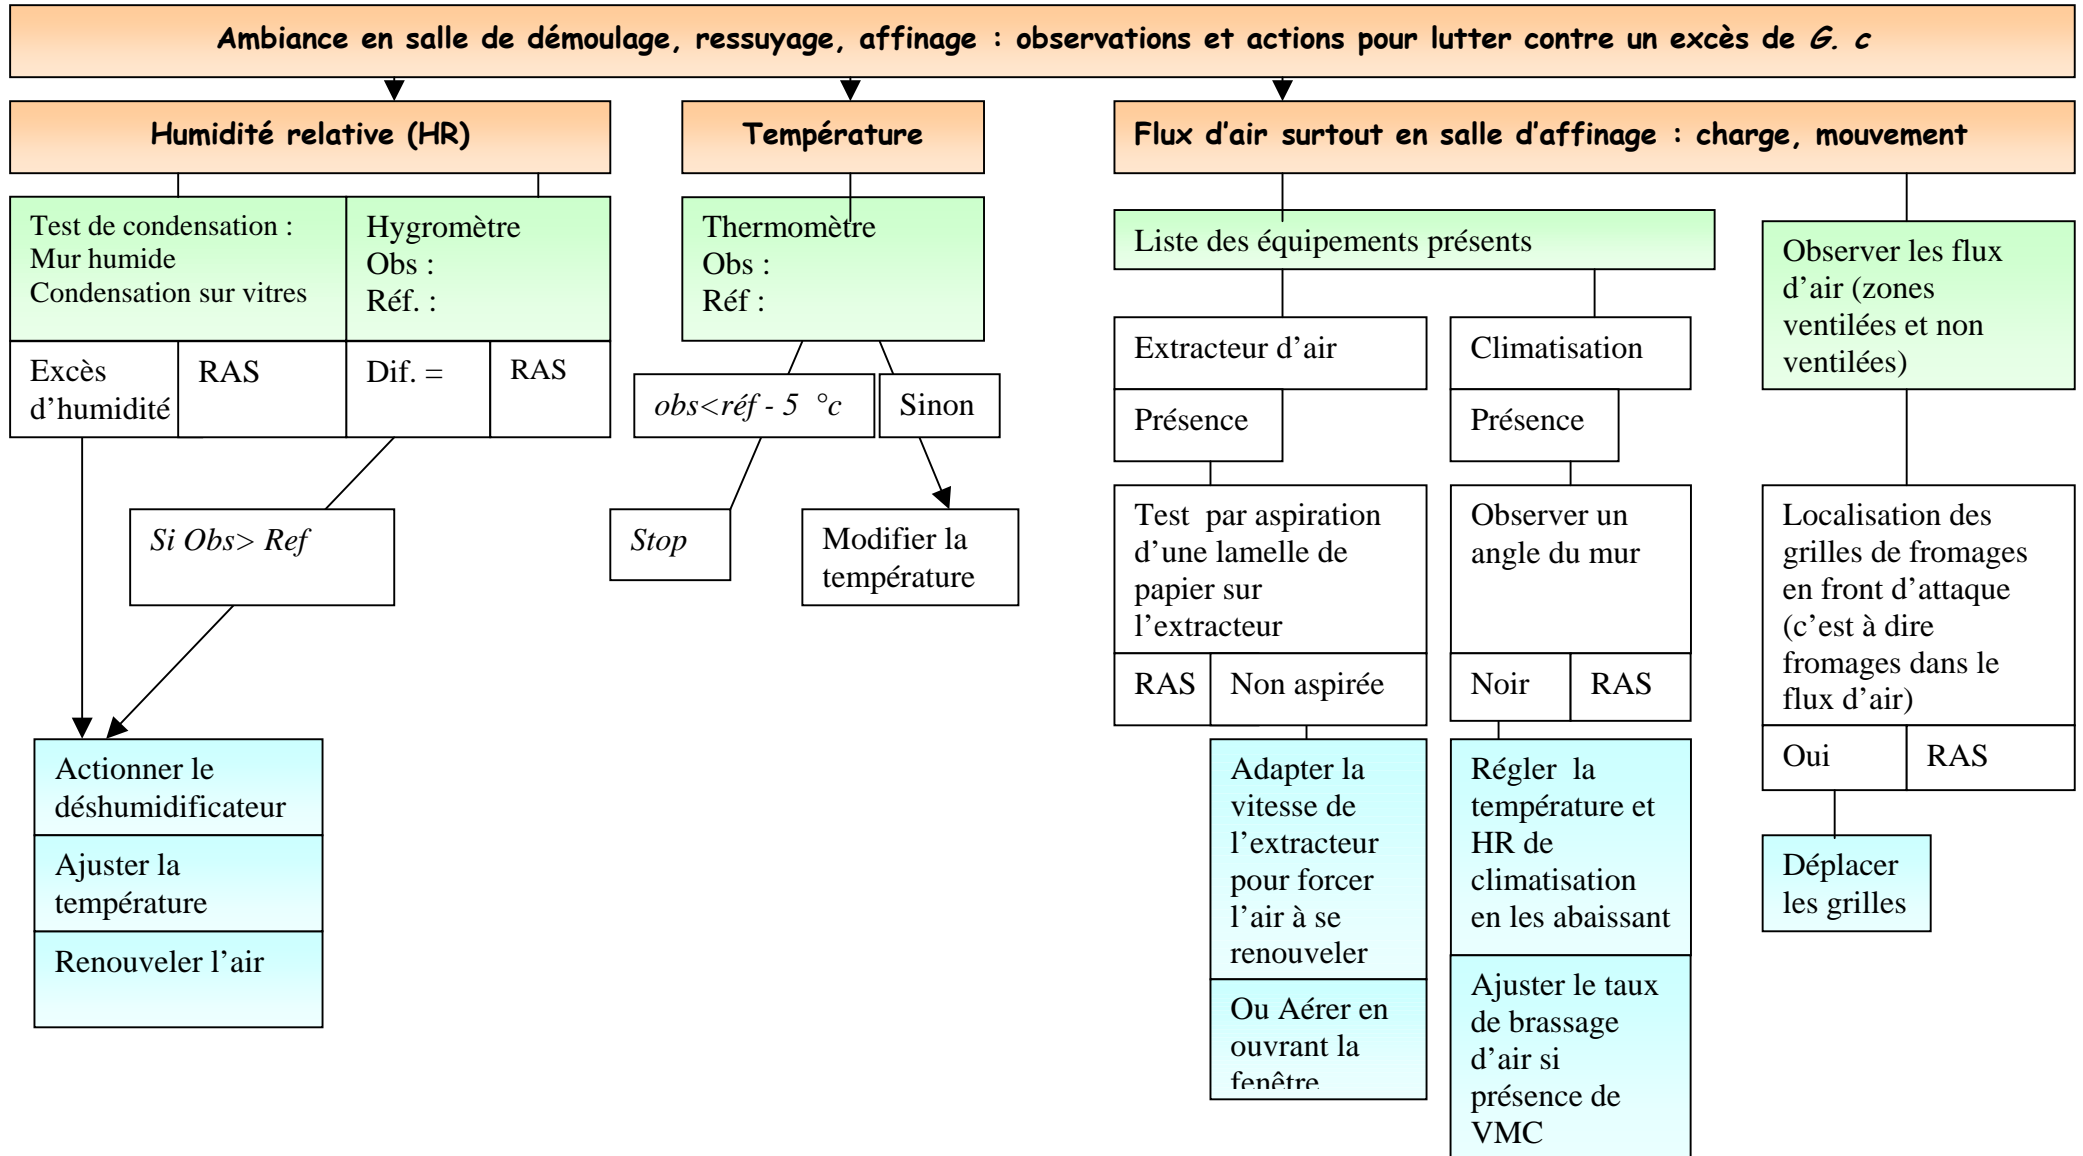 Ambiance en salle de démoulage, ressuyage, affinage : observations et actions pour lutter contre un excès de G. c
Humidité relative (HR)
Température
Flux d'air surtout en salle d'affinage : charge, mouvement
Test de condensation :
Mur humide
Condensation sur vitres
Hygromètre
Obs :
Réf. :
Excès
d'humidité
RAS
Dif. =
RAS
Si Obs> Ref
Actionner le
déshumidificateur
Ajuster la
température
Renouveler l'air
Thermomètre
Obs :
Réf :
obs<réf - 5 °c
Sinon
Stop
Modifier la
température
Liste des équipements présents
Extracteur d'air
Présence
Test par aspiration
d'une lamelle de
papier sur
l'extracteur
RAS
Non aspirée
Adapter la
vitesse de
l'extracteur
pour forcer
l'air à se
renouveler
Ou Aérer en
ouvrant la
fenêtre
Climatisation
Présence
Observer un
angle du mur
Noir
RAS
Régler la
température et
HR de
climatisation
en les abaissant
Ajuster le taux
de brassage
d'air si
présence de
VMC
Observer les flux
d'air (zones
ventilées et non
ventilées)
Localisation des
grilles de fromages
en front d'attaque
(c'est à dire
fromages dans le
flux d'air)
Oui
RAS
Déplacer
les grilles